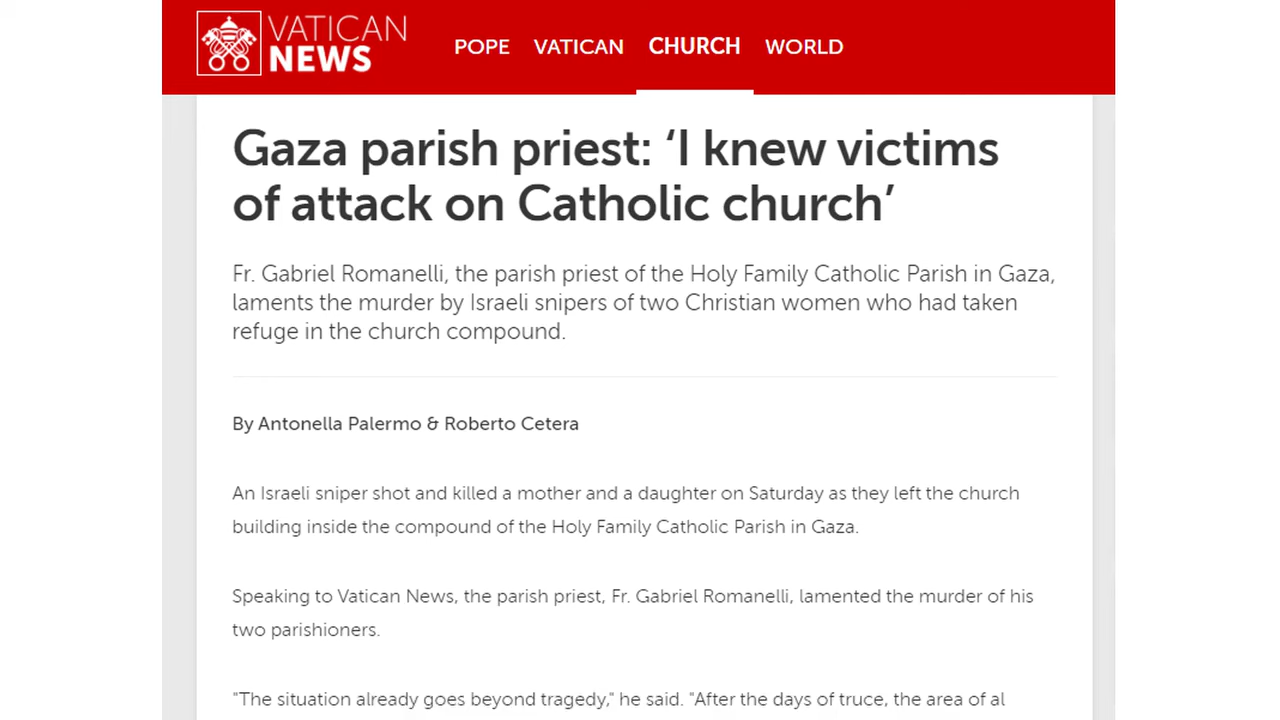 VATICAN
NEWS
POPE VATICAN CHURCH WORLD
Gaza parish priest: ‘I knew victims
of attack on Catholic church’
Fr. Gabriel Romanelli, the parish priest of the Holy Family Catholic Parish in Gaza,
laments the murder by Israeli snipers of two Christian women who had taken
refuge in the church compound.
By Antonella Palermo & Roberto Cetera
An Israeli sniper shot and killed a mother and a daughter on Saturday as they left the church
building inside the compound of the Holy Family Catholic Parish in Gaza.
Speaking to Vatican News, the parish priest, Fr. Gabriel Romanelli, lamented the murder of his
two parishioners.
"The situation already goes beyond tragedy," he said. "After the days of truce, the area of al